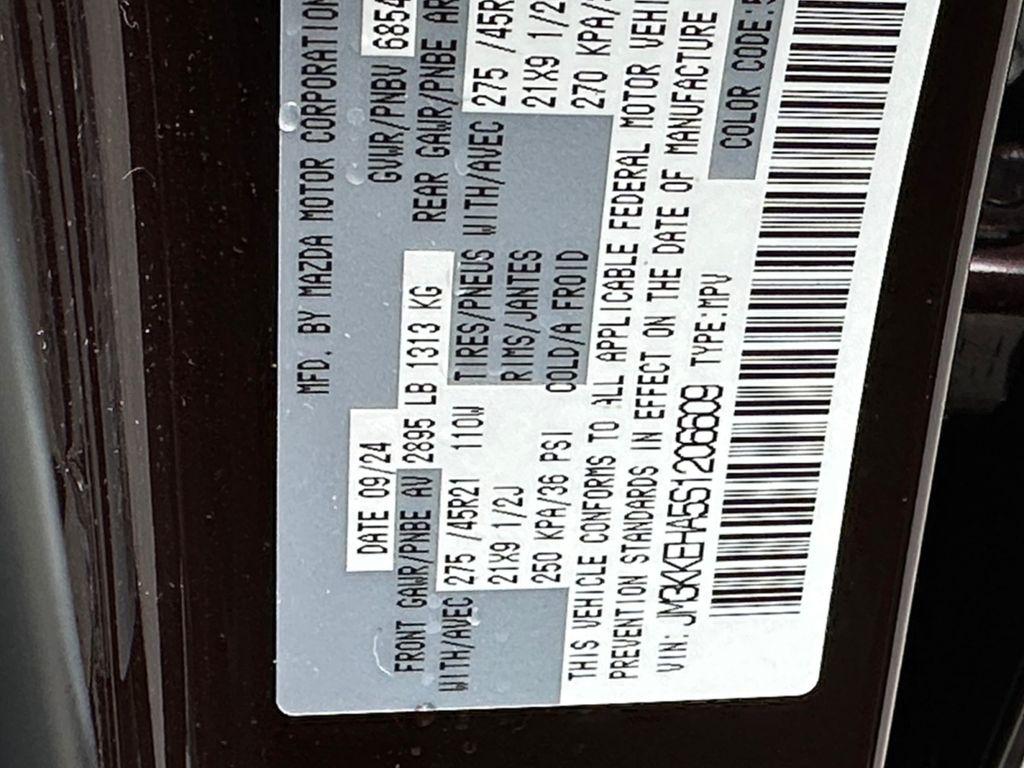 MFD. BY MAZDA MOTOR CORPORATION
DATE 09/24
GVWR/PNBV 6854
FRONT GAWR/PNBE AV 2895 LB 1313 KG
REAR GAWR/PNBE AR
WITH/AVEC 275 /45R21 110W
TIRES/PNEUS WITH/AVEC 275 /45R
21X9 1/2J RIMS/JANTES 21X9 1/2
250 KPA/36 PSI COLD/A FROID 270 KPA/
THIS VEHICLE CONFORMS TO ALL APPLICABLE FEDERAL MOTOR VEHI
PREVENTION STANDARDS IN EFFECT ON THE DATE OF MANUFACTURE
VIN: JM3KKEHA5S1206609 TYPE:MPV
COLOR CODE: